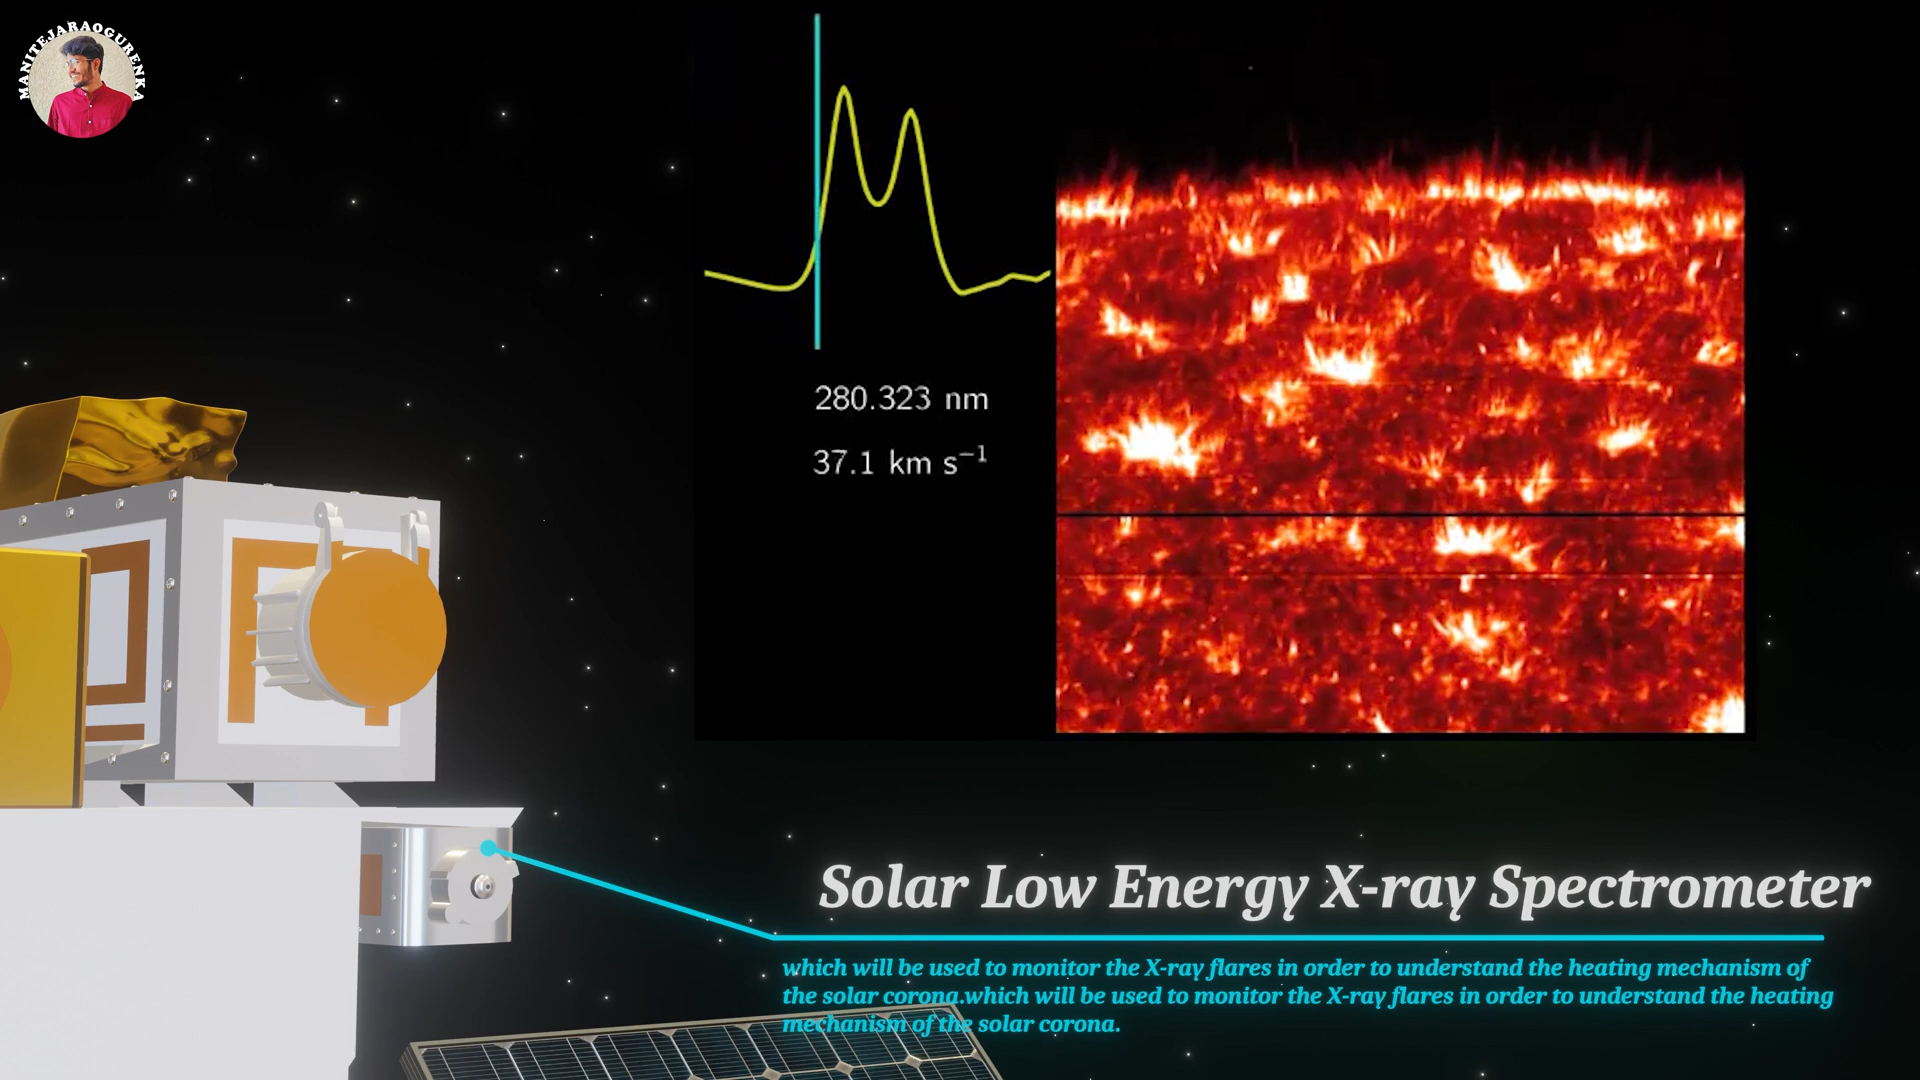 MANITEJARAOGURENKA
280.323 nm
37.1 km s⁻¹
Solar Low Energy X-ray Spectrometer
which will be used to monitor the X-ray flares in order to understand the heating mechanism of
the solar corona.which will be used to monitor the X-ray flares in order to understand the heating
mechanism of the solar corona.